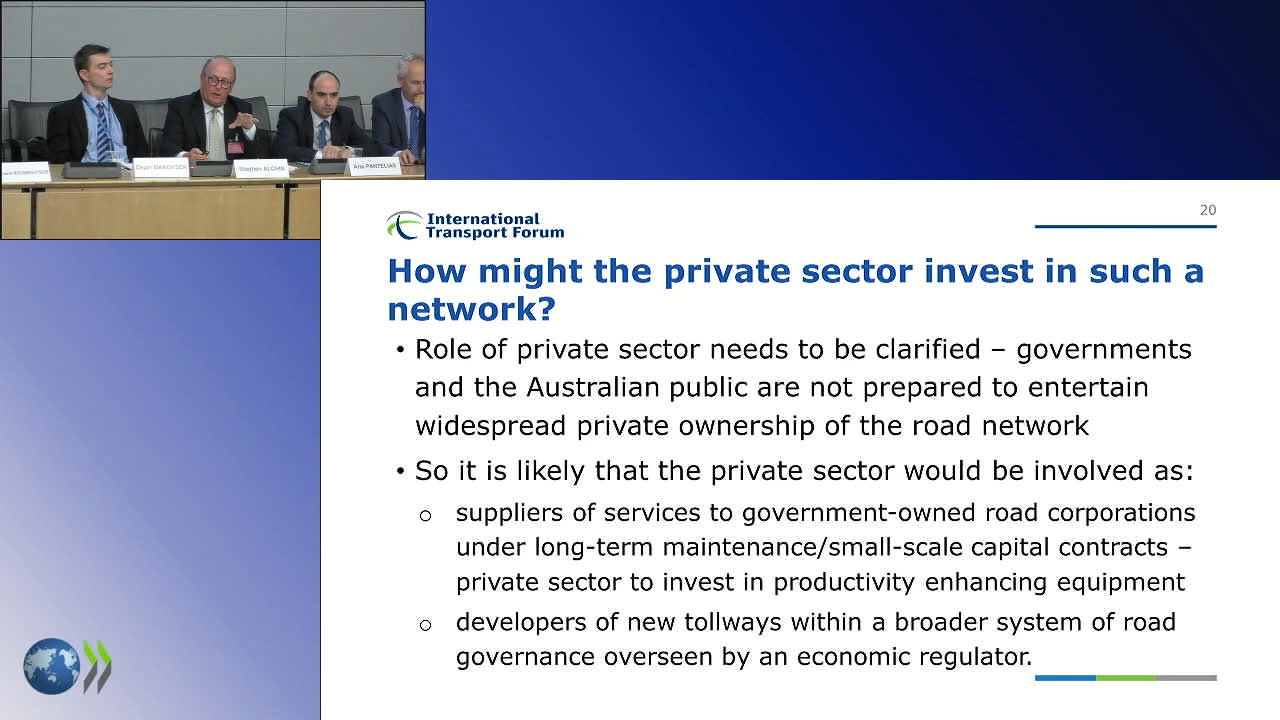 Stephen ALCHIN
Aris PANTELIAS
International
Transport Forum
20
How might the private sector invest in such a
network?
• Role of private sector needs to be clarified – governments
and the Australian public are not prepared to entertain
widespread private ownership of the road network
• So it is likely that the private sector would be involved as:
o suppliers of services to government-owned road corporations
under long-term maintenance/small-scale capital contracts –
private sector to invest in productivity enhancing equipment
o developers of new tollways within a broader system of road
governance overseen by an economic regulator.